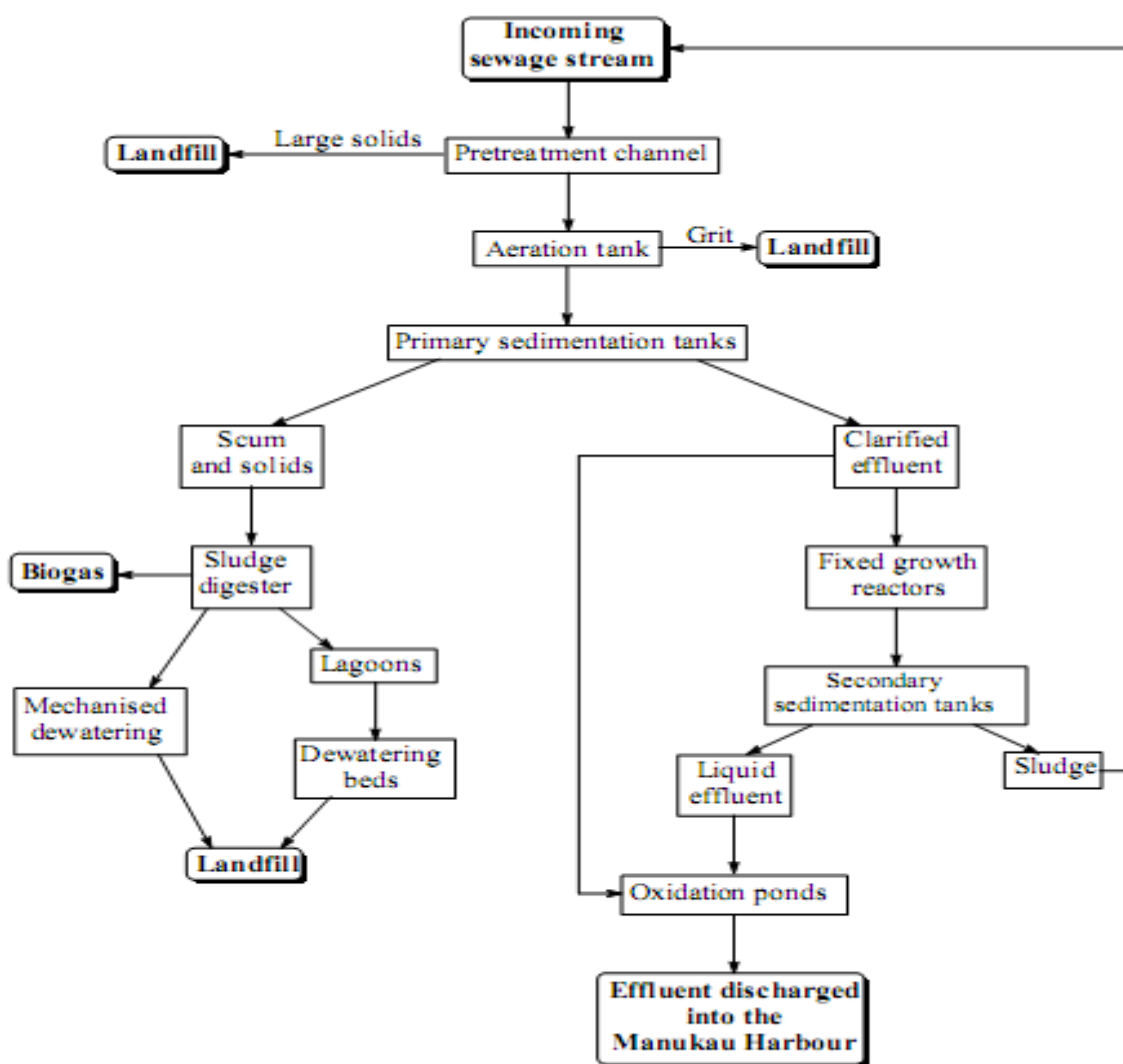 Incoming
sewage stream
Large solids
Landfill
Pretreatment channel
Grit
Aeration tank
Landfill
Primary sedimentation tanks
Scum
and solids
Clarified
effluent
Biogas
Sludge
digester
Fixed growth
reactors
Lagoons
Mechanised
dewatering
Secondary
sedimentation tanks
Dewatering
beds
Liquid
effluent
Sludge
Landfill
Oxidation ponds
Effluent discharged
into the
Manukau Harbour